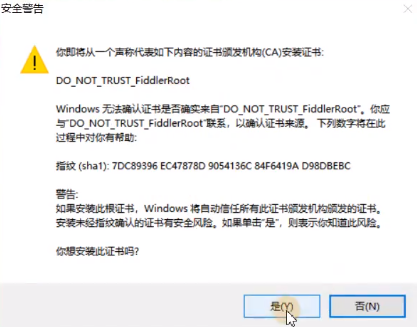 安全警告
你即将从一个声称代表如下内容的证书颁发机构(CA)安装证书:
DO_NOT_TRUST_FiddlerRoot
Windows 无法确认证书是否确实来自"DO_NOT_TRUST_FiddlerRoot"。你应
与"DO_NOT_TRUST_FiddlerRoot"联系，以确认证书来源。 下列数字将在此
过程中对你有帮助:
指纹 (sha1): 7DC89396 EC47878D 9054136C 84F6419A D98DBEBC
警告:
如果安装此根证书，Windows 将自动信任所有此证书颁发机构颁发的证书。
安装未经指纹确认的证书有安全风险。如果单击"是"，则表示你知道此风险。
你想安装此证书吗?
是(Y)
否(N)